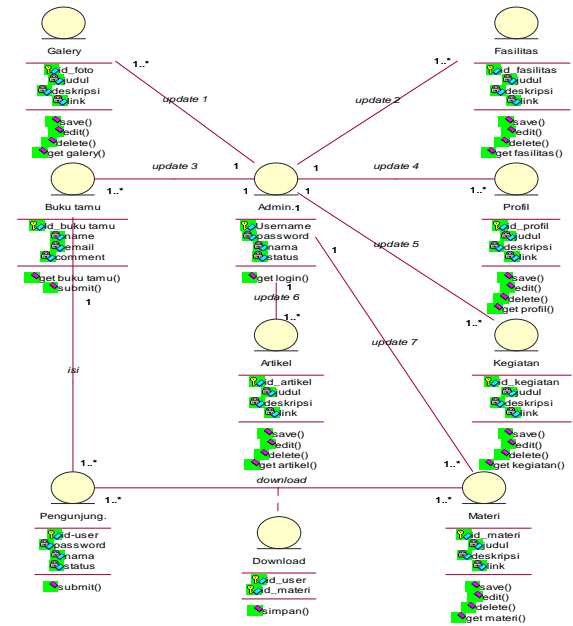 Galery
id_foto
judul
deskripsi
link
save()
edit()
delete()
get galery()
Fasilitas
id_fasilitas
judul
deskripsi
link
save()
edit()
delete()
get fasilitas()
1..*
1..*
update 1
update 2
update 3
1
1
update 4
1..*
1
1
1..*
Buku tamu
id_buku tamu
name
email
comment
get buku tamu()
submit()
1
Admin.
1
Username
password
nama
status
get login()
1
1
update 5
Profil
id_profil
judul
deskripsi
link
save()
edit()
delete()
get profil()
update 6
1..*
1..*
update 7
isi
Artikel
id_artikel
judul
deskripsi
link
save()
edit()
delete()
get artikel()
Kegiatan
id_kegiatan
judul
deskripsi
link
save()
edit()
delete()
get kegiatan()
1..*
1..*
download
1..*
1..*
Pengunjung.
id-user
password
nama
status
submit()
Download
id_user
id_materi
simpan()
Materi
id_materi
judul
deskripsi
link
save()
edit()
delete()
get materi()